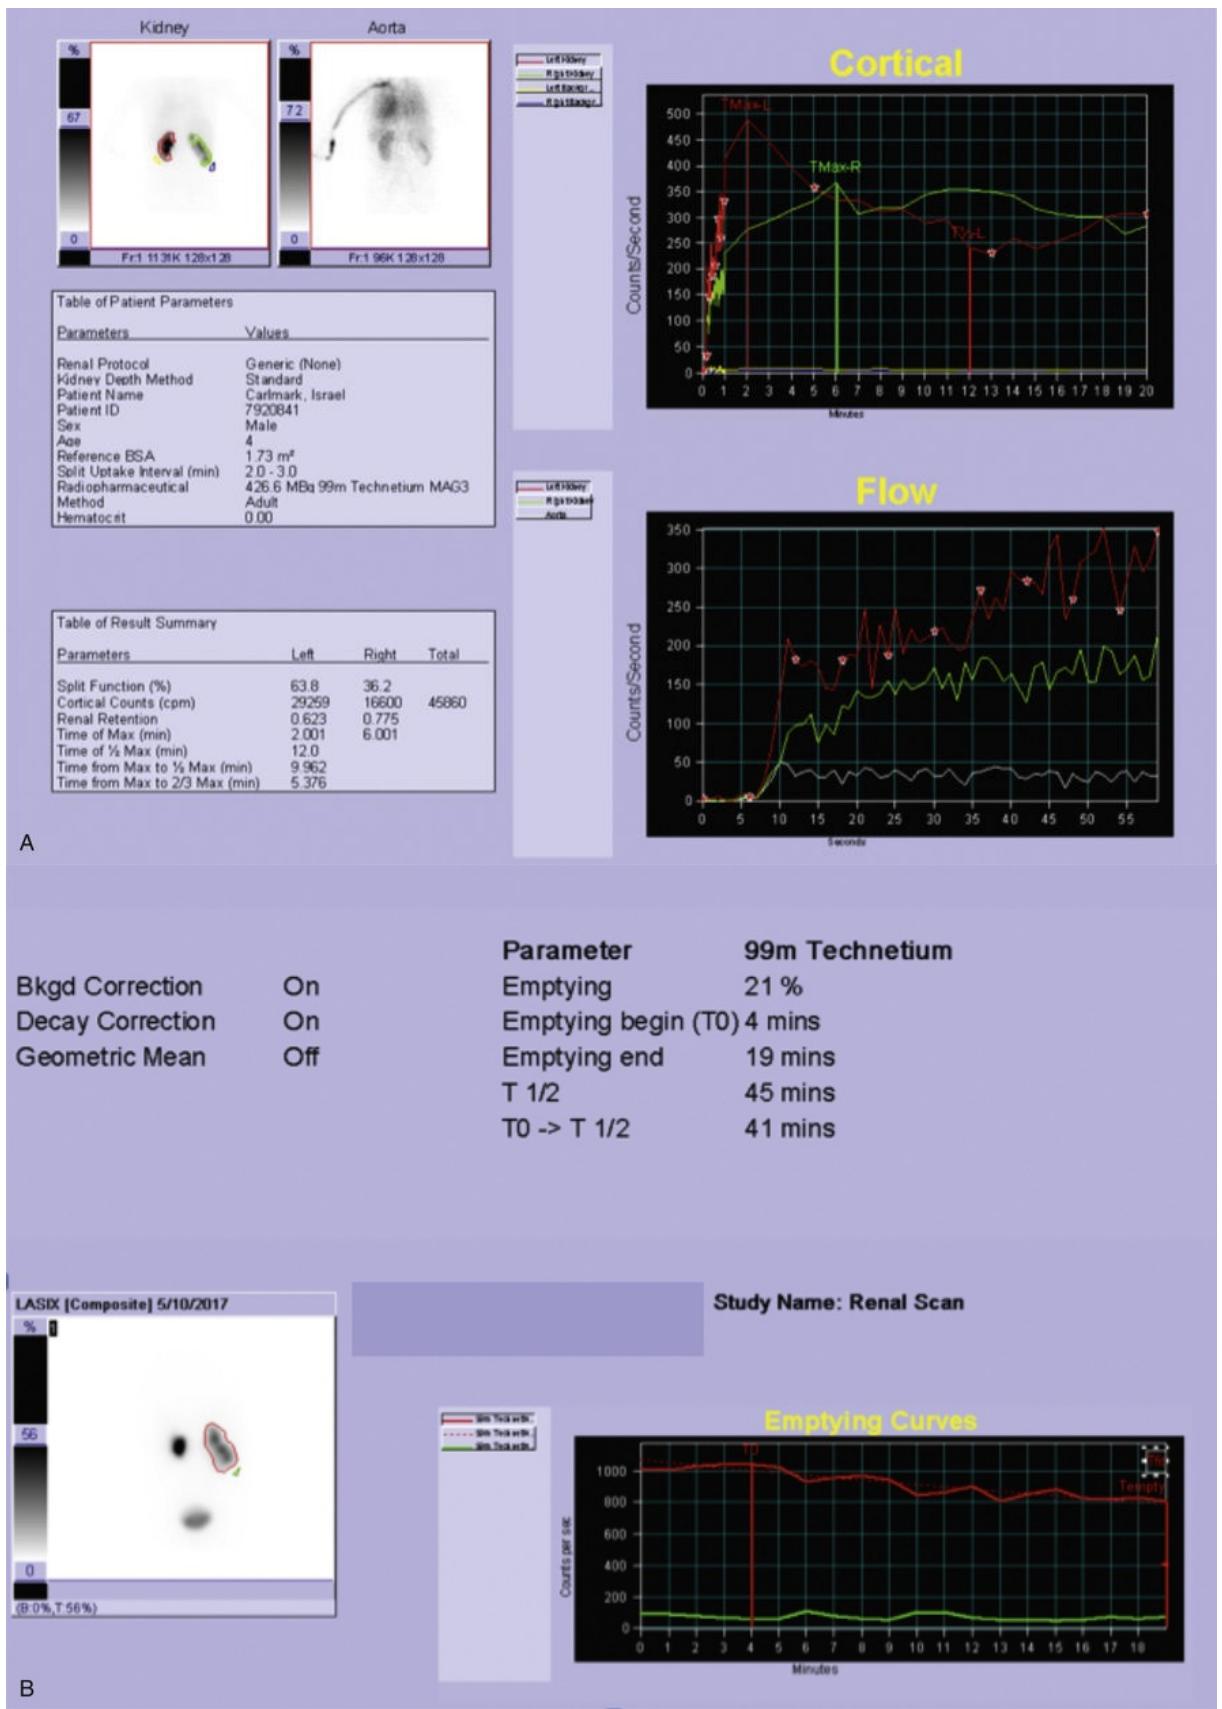 Kidney
Aorta
%
67
0
Fr:1 1131K 128x128
%
72
0
Fr:1 96K 128x128
Left Kidney
Right Kidney
Left Backgr...
Right Backgr...
Cortical
TMax-L
TMax-R
Counts/Second
500
450
400
350
300
250
200
150
100
50
0
0 1 2 3 4 5 6 7 8 9 10 11 12 13 14 15 16 17 18 19 20
Minutes
Table of Patient Parameters
Parameters Values
Renal Protocol Generic (None)
Kidney Depth Method Standard
Patient Name Carlmark, Israel
Patient ID 7920841
Sex Male
Age 4
Reference BSA 1.73 m²
Split Uptake Interval (min) 2.0 - 3.0
Radiopharmaceutical 426.6 MBq 99m Technetium MAG3
Method Adult
Hematocrit 0.00
Left Kidney
Right Kidney
Aorta
Flow
Counts/Second
350
300
250
200
150
100
50
0
0 5 10 15 20 25 30 35 40 45 50 55
Seconds
Table of Result Summary
Parameters Left Right Total
Split Function (%) 63.8 36.2
Cortical Counts (cpm) 29259 16600 45860
Renal Retention 0.623 0.775
Time of Max (min) 2.001 6.001
Time of ½ Max (min) 12.0
Time from Max to ½ Max (min) 9.962
Time from Max to 2/3 Max (min) 5.376
A
Parameter 99m Technetium
Bkgd Correction On Emptying 21 %
Decay Correction On Emptying begin (T0) 4 mins
Geometric Mean Off Emptying end 19 mins
T 1/2 45 mins
T0 -> T 1/2 41 mins
LASIX [Composite] 5/10/2017
%
1
56
0
(B:0%,T:56%)
Study Name: Renal Scan
Emptying Curves
T0
Tempty
Counts per sec
1000
800
600
400
200
0
0 1 2 3 4 5 6 7 8 9 10 11 12 13 14 15 16 17 18
Minutes
B